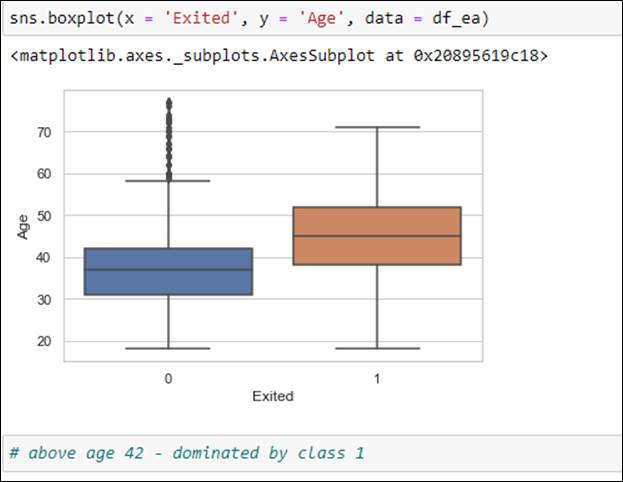 sns.boxplot(x = 'Exited', y = 'Age', data = df_ea)
<matplotlib.axes._subplots.AxesSubplot at 0x20895619c18>
70
60
50
40
30
20
Age
0 1
Exited
# above age 42 - dominated by class 1